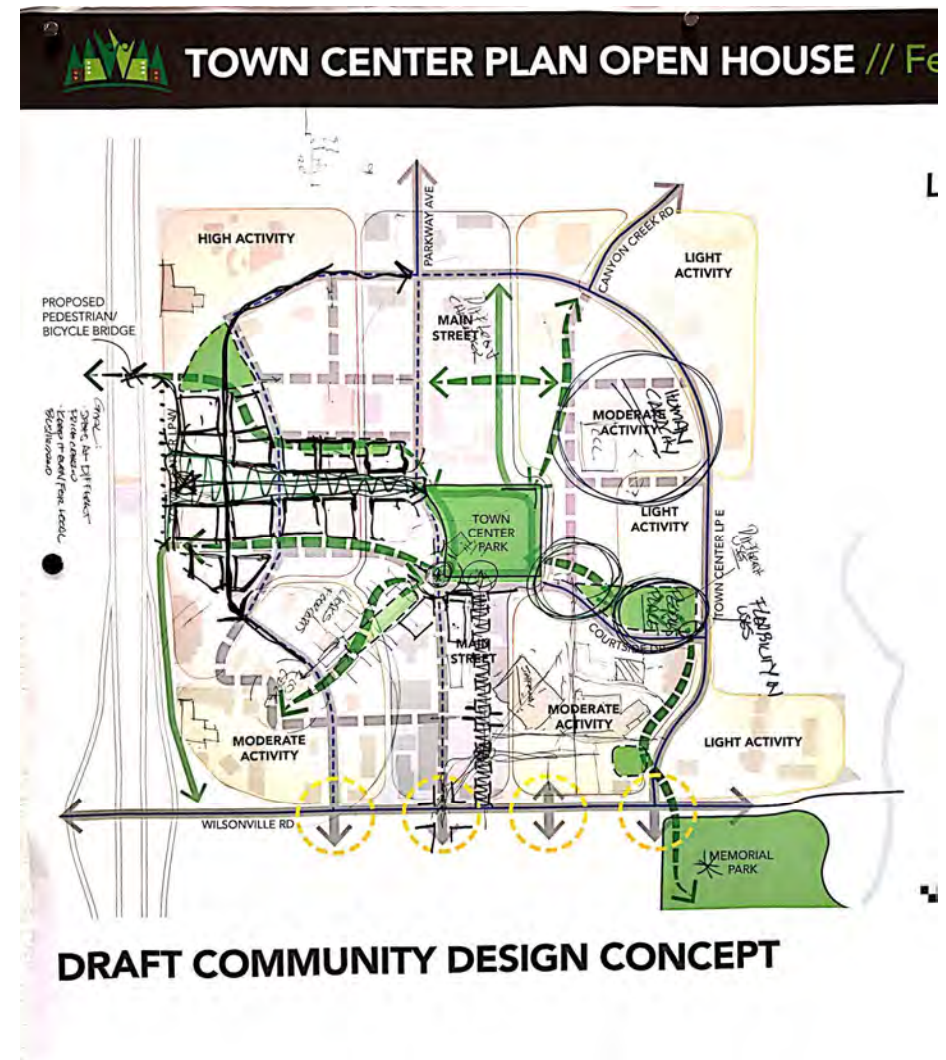 TOWN CENTER PLAN OPEN HOUSE // Fe
L
PARKWAY AVE
CANYON CREEK RD
HIGH ACTIVITY
LIGHT
ACTIVITY
PROPOSED
PEDESTRIAN/
BICYCLE BRIDGE
MAIN
STREET
MODERATE
ACTIVITY
LIGHT
ACTIVITY
TOWN
CENTER
PARK
TOWN CENTER LP E
USES
FLEXIBILITY IN
COURTSIDE DR
MAIN
STREET
MODERATE
ACTIVITY
MODERATE
ACTIVITY
LIGHT ACTIVITY
WILSONVILLE RD
MEMORIAL
PARK
DRAFT COMMUNITY DESIGN CONCEPT